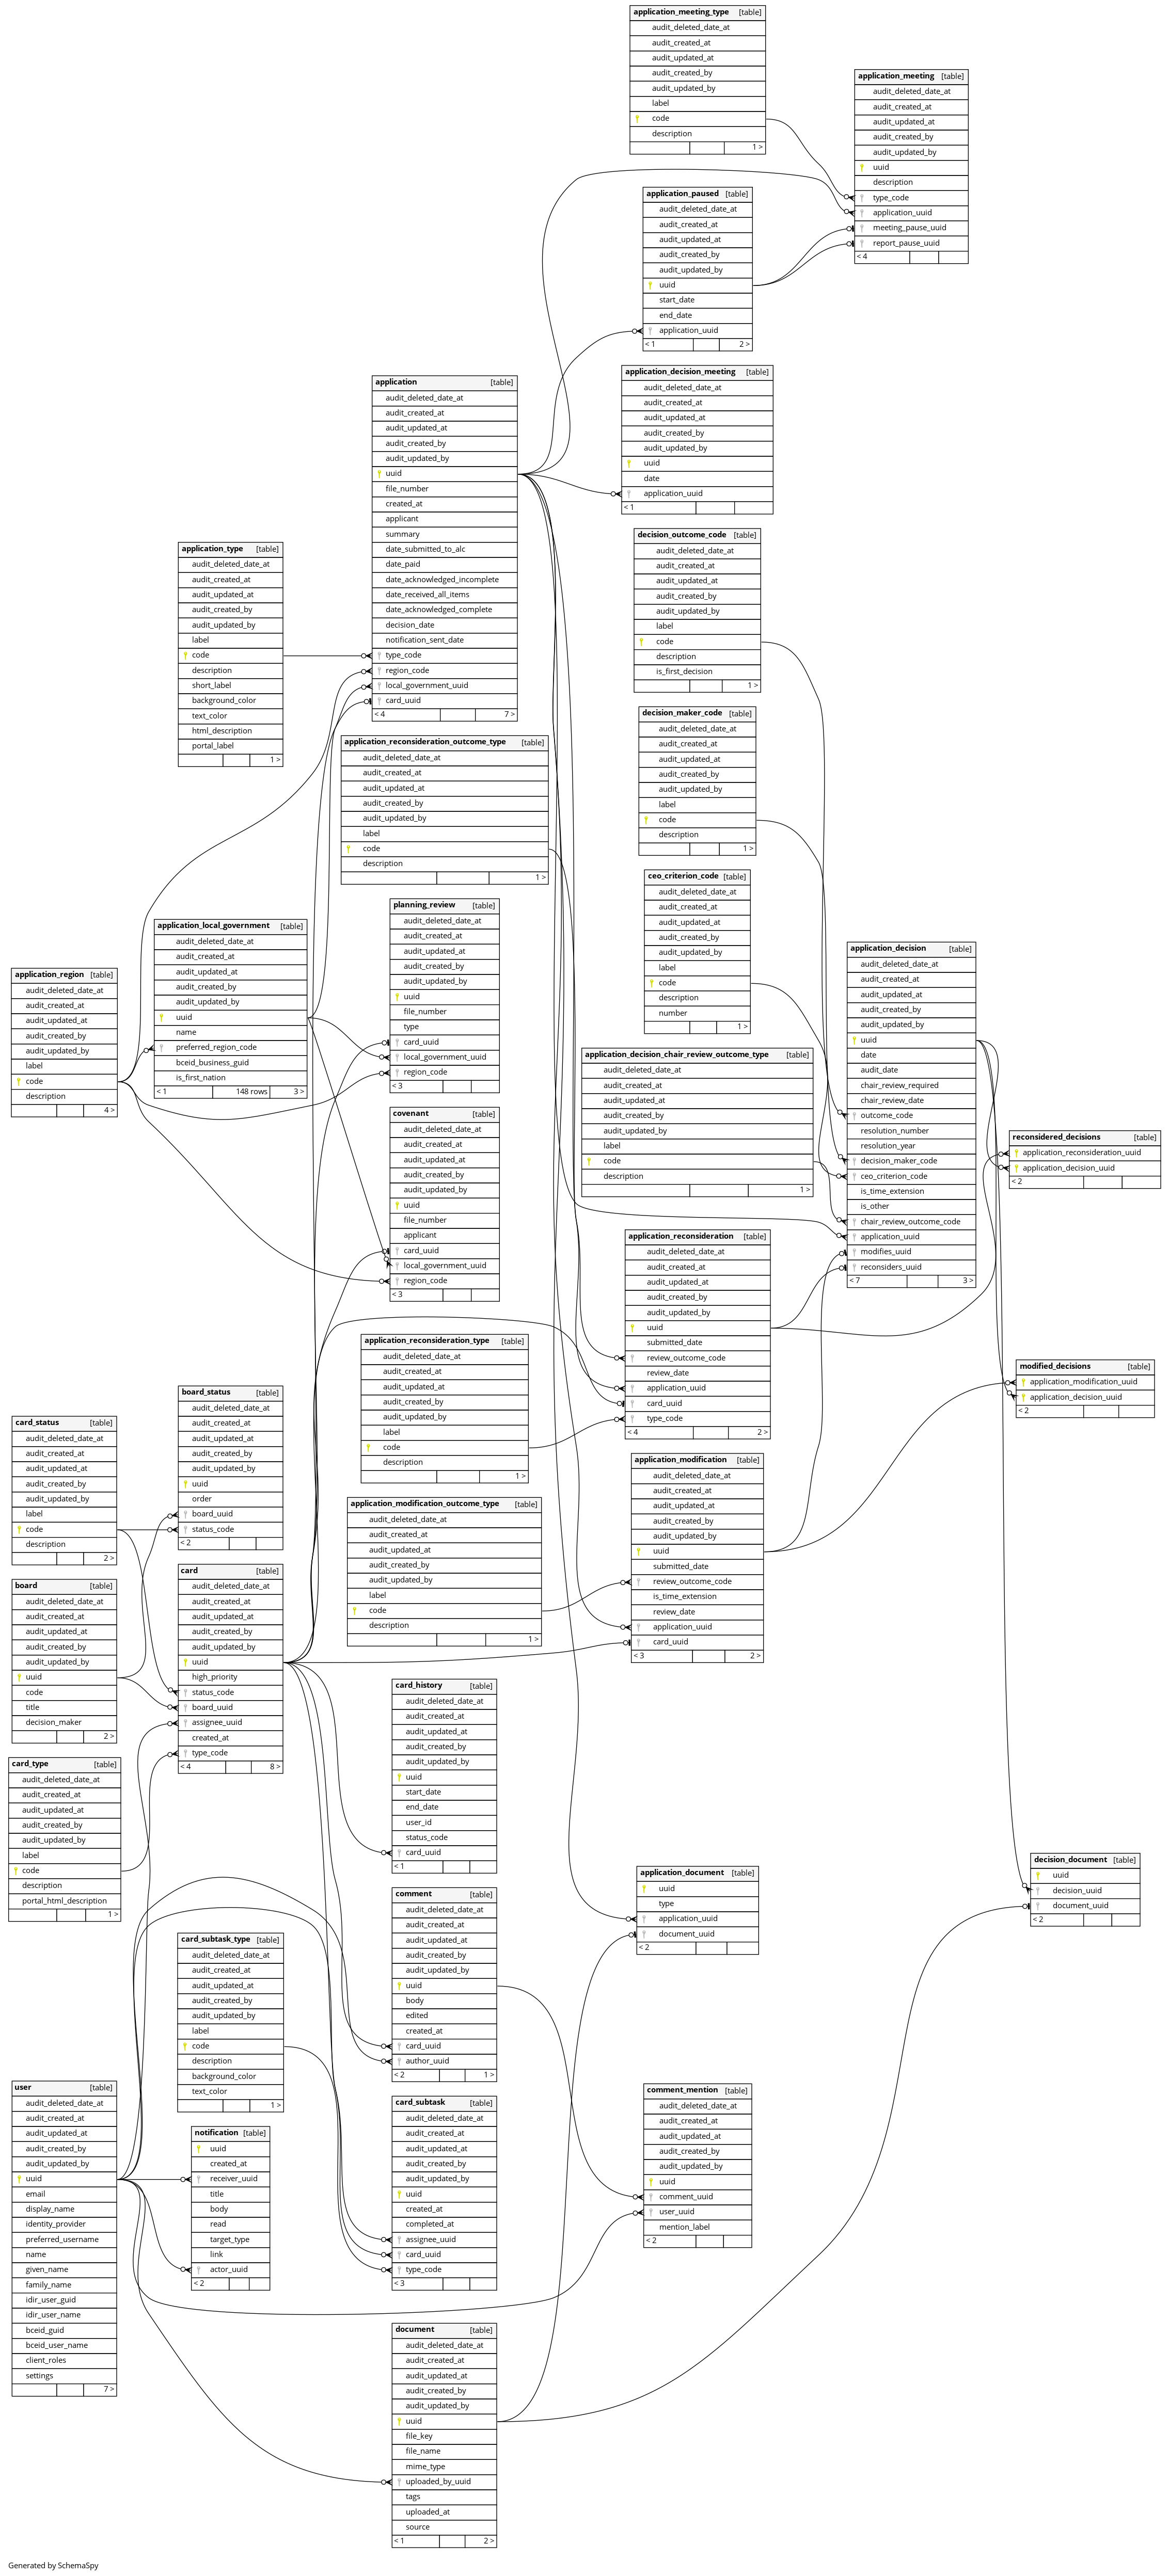 application_meeting_type [table]
audit_deleted_date_at
audit_created_at
audit_updated_at
audit_created_by
audit_updated_by
label
code
description
1 >
application_meeting [table]
audit_deleted_date_at
audit_created_at
audit_updated_at
audit_created_by
audit_updated_by
uuid
description
type_code
application_uuid
meeting_pause_uuid
report_pause_uuid
< 4
application_paused [table]
audit_deleted_date_at
audit_created_at
audit_updated_at
audit_created_by
audit_updated_by
uuid
start_date
end_date
application_uuid
< 1 2 >
application_decision_meeting [table]
audit_deleted_date_at
audit_created_at
audit_updated_at
audit_created_by
audit_updated_by
uuid
date
application_uuid
< 1
application [table]
audit_deleted_date_at
audit_created_at
audit_updated_at
audit_created_by
audit_updated_by
uuid
file_number
created_at
applicant
summary
date_submitted_to_alc
date_paid
date_acknowledged_incomplete
date_received_all_items
date_acknowledged_complete
decision_date
notification_sent_date
type_code
region_code
local_government_uuid
card_uuid
< 4 7 >
decision_outcome_code [table]
audit_deleted_date_at
audit_created_at
audit_updated_at
audit_created_by
audit_updated_by
label
code
description
is_first_decision
1 >
application_type [table]
audit_deleted_date_at
audit_created_at
audit_updated_at
audit_created_by
audit_updated_by
label
code
description
short_label
background_color
text_color
html_description
portal_label
1 >
decision_maker_code [table]
audit_deleted_date_at
audit_created_at
audit_updated_at
audit_created_by
audit_updated_by
label
code
description
1 >
application_reconsideration_outcome_type [table]
audit_deleted_date_at
audit_created_at
audit_updated_at
audit_created_by
audit_updated_by
label
code
description
1 >
ceo_criterion_code [table]
audit_deleted_date_at
audit_created_at
audit_updated_at
audit_created_by
audit_updated_by
label
code
description
number
1 >
planning_review [table]
audit_deleted_date_at
audit_created_at
audit_updated_at
audit_created_by
audit_updated_by
uuid
file_number
type
card_uuid
local_government_uuid
region_code
< 3
application_local_government [table]
audit_deleted_date_at
audit_created_at
audit_updated_at
audit_created_by
audit_updated_by
uuid
name
preferred_region_code
bceid_business_guid
is_first_nation
< 1 148 rows 3 >
application_decision [table]
audit_deleted_date_at
audit_created_at
audit_updated_at
audit_created_by
audit_updated_by
uuid
date
audit_date
chair_review_required
chair_review_date
outcome_code
resolution_number
resolution_year
decision_maker_code
ceo_criterion_code
is_time_extension
is_other
chair_review_outcome_code
application_uuid
modifies_uuid
reconsiders_uuid
< 7 3 >
application_region [table]
audit_deleted_date_at
audit_created_at
audit_updated_at
audit_created_by
audit_updated_by
label
code
description
4 >
application_decision_chair_review_outcome_type [table]
audit_deleted_date_at
audit_created_at
audit_updated_at
audit_created_by
audit_updated_by
label
code
description
1 >
covenant [table]
audit_deleted_date_at
audit_created_at
audit_updated_at
audit_created_by
audit_updated_by
uuid
file_number
applicant
card_uuid
local_government_uuid
region_code
< 3
reconsidered_decisions [table]
application_reconsideration_uuid
application_decision_uuid
< 2
application_reconsideration [table]
audit_deleted_date_at
audit_created_at
audit_updated_at
audit_created_by
audit_updated_by
uuid
submitted_date
review_outcome_code
review_date
application_uuid
card_uuid
type_code
< 4 2 >
application_reconsideration_type [table]
audit_deleted_date_at
audit_created_at
audit_updated_at
audit_created_by
audit_updated_by
label
code
description
1 >
modified_decisions [table]
application_modification_uuid
application_decision_uuid
< 2
board_status [table]
audit_deleted_date_at
audit_created_at
audit_updated_at
audit_created_by
audit_updated_by
uuid
order
board_uuid
status_code
< 2
card_status [table]
audit_deleted_date_at
audit_created_at
audit_updated_at
audit_created_by
audit_updated_by
label
code
description
2 >
application_modification [table]
audit_deleted_date_at
audit_created_at
audit_updated_at
audit_created_by
audit_updated_by
uuid
submitted_date
review_outcome_code
is_time_extension
review_date
application_uuid
card_uuid
< 3 2 >
application_modification_outcome_type [table]
audit_deleted_date_at
audit_created_at
audit_updated_at
audit_created_by
audit_updated_by
label
code
description
1 >
card [table]
audit_deleted_date_at
audit_created_at
audit_updated_at
audit_created_by
audit_updated_by
uuid
high_priority
status_code
board_uuid
assignee_uuid
created_at
type_code
< 4 8 >
board [table]
audit_deleted_date_at
audit_created_at
audit_updated_at
audit_created_by
audit_updated_by
uuid
code
title
decision_maker
2 >
card_history [table]
audit_deleted_date_at
audit_created_at
audit_updated_at
audit_created_by
audit_updated_by
uuid
start_date
end_date
user_id
status_code
card_uuid
< 1
card_type [table]
audit_deleted_date_at
audit_created_at
audit_updated_at
audit_created_by
audit_updated_by
label
code
description
portal_html_description
1 >
decision_document [table]
uuid
decision_uuid
document_uuid
< 2
application_document [table]
uuid
type
application_uuid
document_uuid
< 2
comment [table]
audit_deleted_date_at
audit_created_at
audit_updated_at
audit_created_by
audit_updated_by
uuid
body
edited
created_at
card_uuid
author_uuid
< 2 1 >
card_subtask_type [table]
audit_deleted_date_at
audit_created_at
audit_updated_at
audit_created_by
audit_updated_by
label
code
description
background_color
text_color
1 >
user [table]
audit_deleted_date_at
audit_created_at
audit_updated_at
audit_created_by
audit_updated_by
uuid
email
display_name
identity_provider
preferred_username
name
given_name
family_name
idir_user_guid
idir_user_name
bceid_guid
bceid_user_name
client_roles
settings
7 >
comment_mention [table]
audit_deleted_date_at
audit_created_at
audit_updated_at
audit_created_by
audit_updated_by
uuid
comment_uuid
user_uuid
mention_label
< 2
card_subtask [table]
audit_deleted_date_at
audit_created_at
audit_updated_at
audit_created_by
audit_updated_by
uuid
created_at
completed_at
assignee_uuid
card_uuid
type_code
< 3
notification [table]
uuid
created_at
receiver_uuid
title
body
read
target_type
link
actor_uuid
< 2
document [table]
audit_deleted_date_at
audit_created_at
audit_updated_at
audit_created_by
audit_updated_by
uuid
file_key
file_name
mime_type
uploaded_by_uuid
tags
uploaded_at
source
< 1 2 >
Generated by SchemaSpy